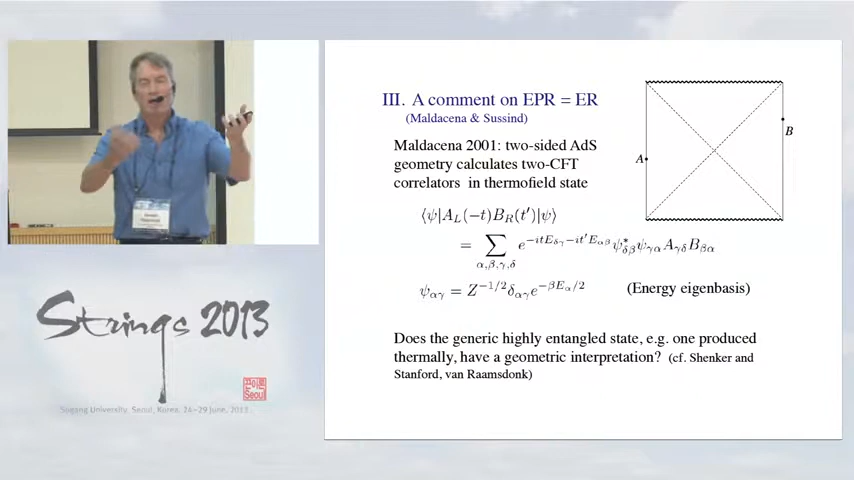 III. A comment on EPR = ER
(Maldacena & Sussind)
Maldacena 2001: two-sided AdS
geometry calculates two-CFT
correlators in thermofield state
A
B
⟨ψ|A_L(−t)B_R(t′)|ψ⟩
= ∑_{α,β,γ,δ} e^{−itE_{δγ}−it′E_{αβ}} ψ*_{δβ}ψ_{γα}A_{γδ}B_{βα}
ψ_{αγ} = Z^{−1/2}δ_{αγ}e^{−βE_α/2} (Energy eigenbasis)
Does the generic highly entangled state, e.g. one produced
thermally, have a geometric interpretation? (cf. Shenker and
Stanford, van Raamsdonk)
Strings 2013
Seoul
Sogang University, Seoul, Korea. 24-29 June, 2013